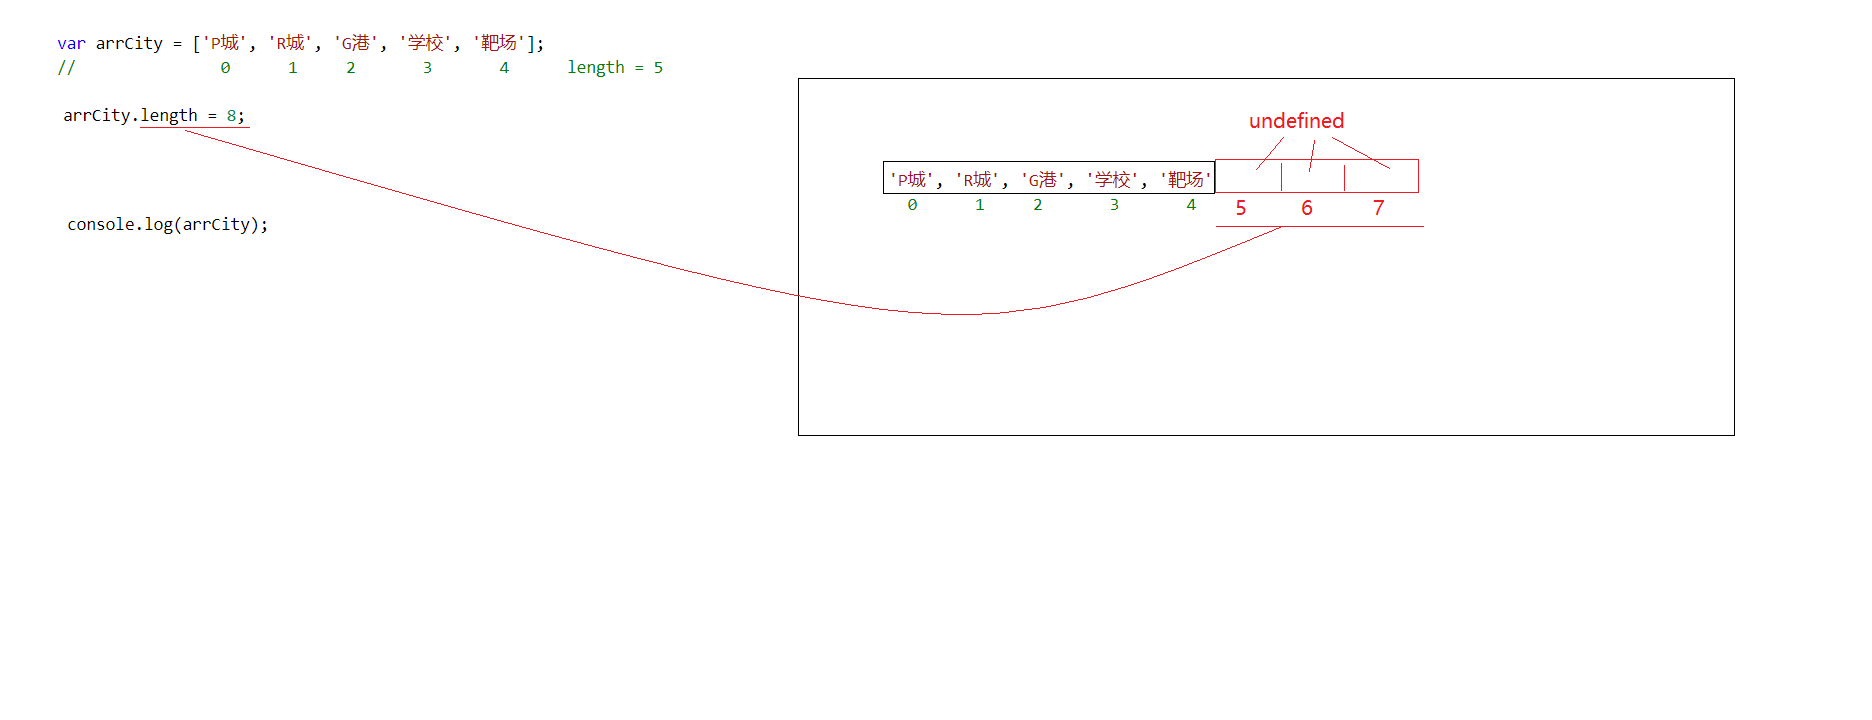 var arrCity = ['P城', 'R城', 'G港', '学校', '靶场'];
// 0 1 2 3 4 length = 5
arrCity.length = 8;
undefined
'P城', 'R城', 'G港', '学校', '靶场'
0 1 2 3 4 5 6 7
console.log(arrCity);